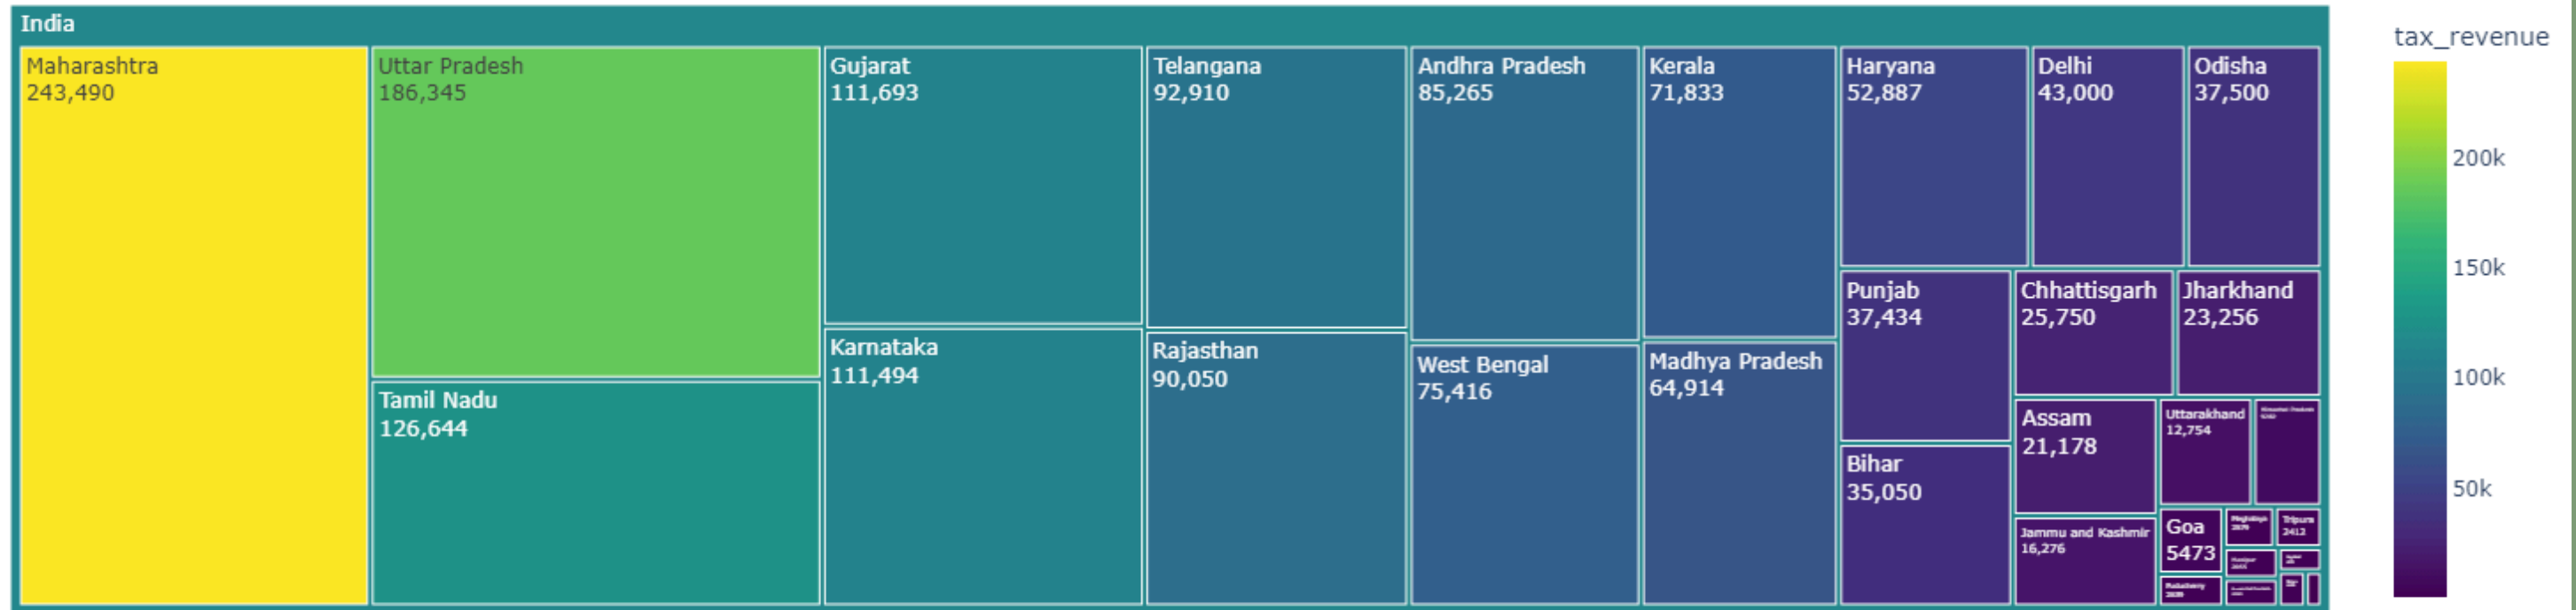 India
Maharashtra
243,490
Uttar Pradesh
186,345
Tamil Nadu
126,644
Gujarat
111,693
Karnataka
111,494
Telangana
92,910
Rajasthan
90,050
Andhra Pradesh
85,265
West Bengal
75,416
Kerala
71,833
Madhya Pradesh
64,914
Haryana
52,887
Delhi
43,000
Odisha
37,500
Punjab
37,434
Bihar
35,050
Chhattisgarh
25,750
Jharkhand
23,256
Assam
21,178
Jammu and Kashmir
16,276
Uttarakhand
12,754
Goa
5473
Tripura
2412
tax_revenue
200k
150k
100k
50k